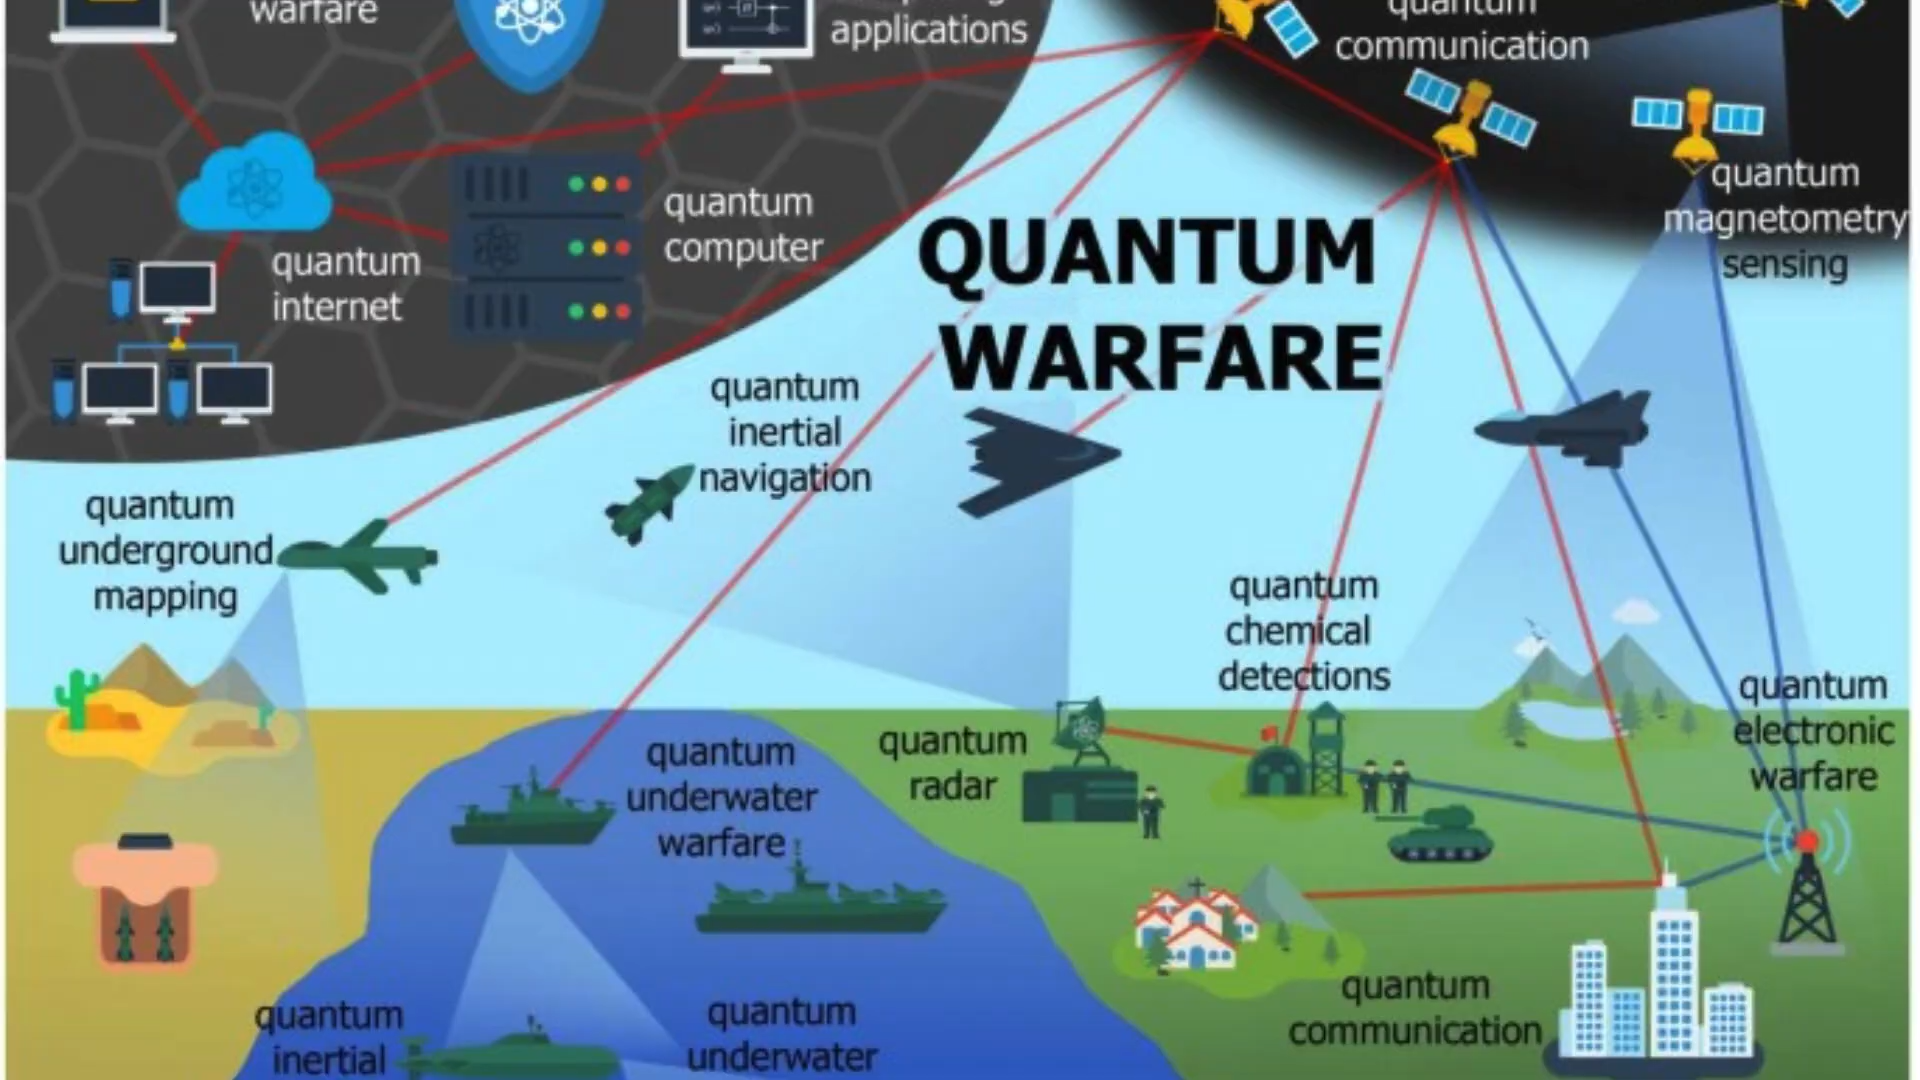 warfare
applications
quantum
communication
quantum
magnetometry
sensing
quantum
computer
quantum
internet
QUANTUM
WARFARE
quantum
inertial
navigation
quantum
underground
mapping
quantum
chemical
detections
quantum
electronic
warfare
quantum
radar
quantum
underwater
warfare
quantum
communication
quantum
inertial
quantum
underwater